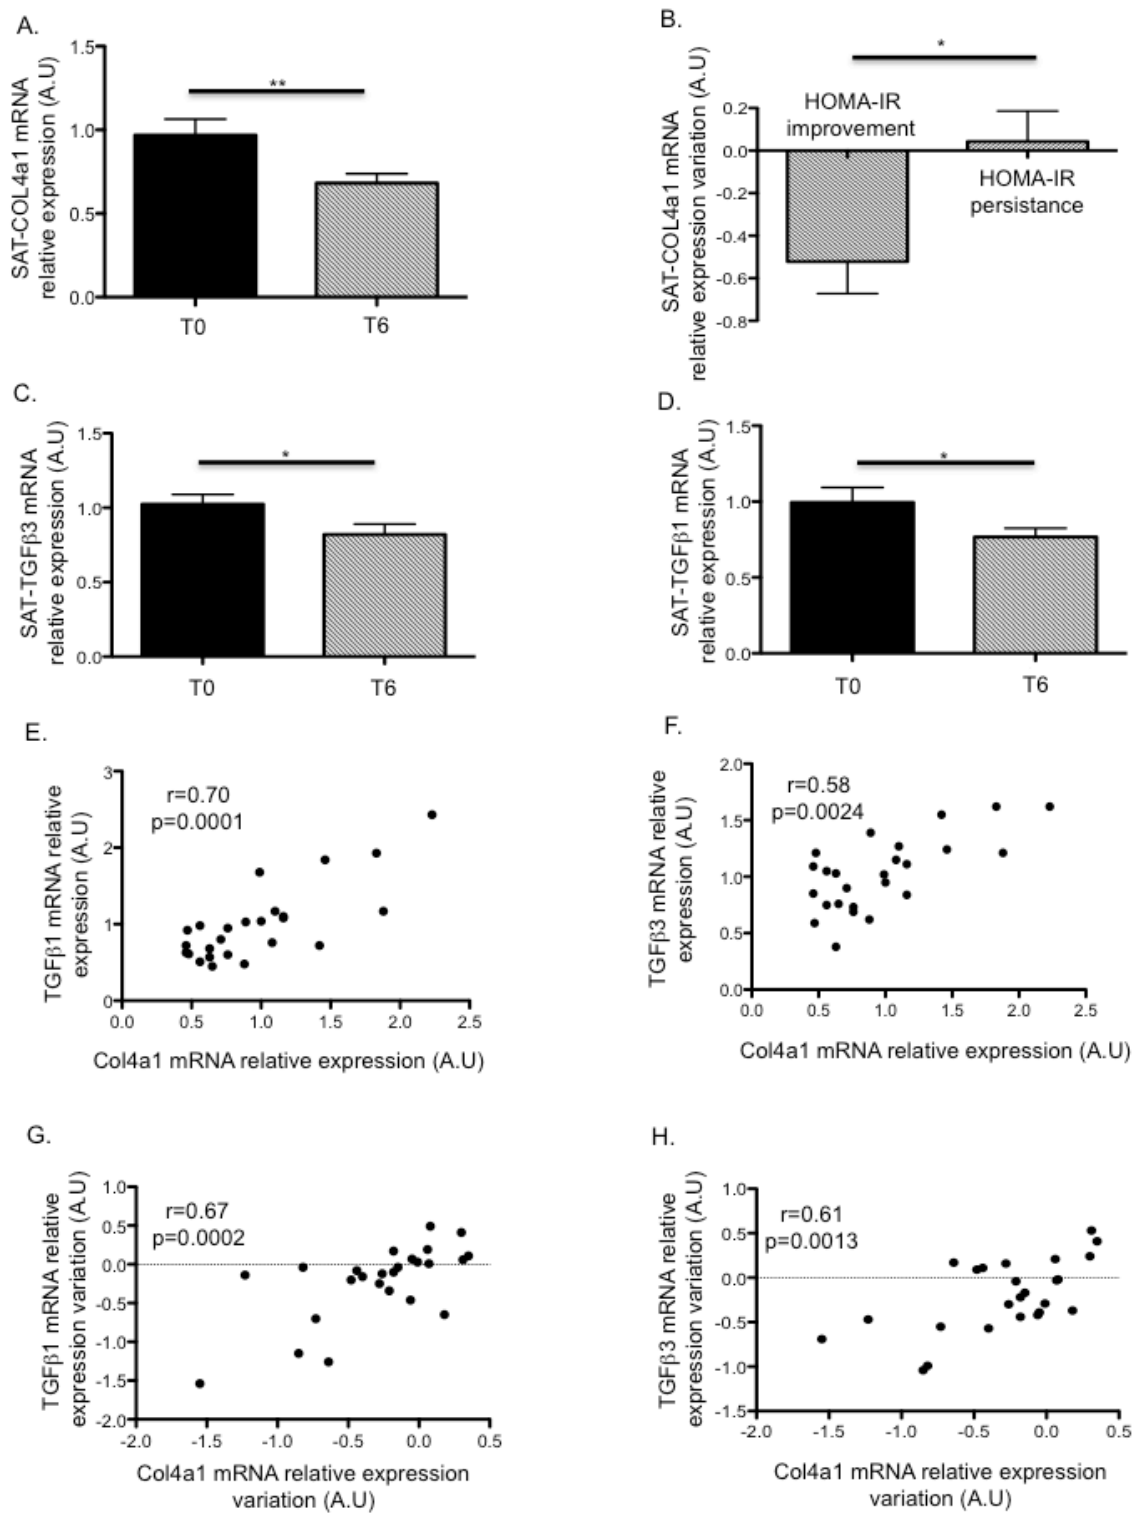 A.
SAT-COL4a1 mRNA
relative expression (A.U)
1.5
1.0
0.5
0.0
**
T0
T6
B.
SAT-COL4a1 mRNA
relative expression variation (A.U)
*
0.2
0.0
-0.2
-0.4
-0.6
-0.8
HOMA-IR
improvement
HOMA-IR
persistance
C.
SAT-TGFβ3 mRNA
relative expression (A.U)
1.5
1.0
0.5
0.0
*
T0
T6
D.
SAT-TGFβ1 mRNA
relative expression (A.U)
1.5
1.0
0.5
0.0
*
T0
T6
E.
TGFβ1 mRNA relative
expression (A.U)
3
2
1
0
r=0.70
p=0.0001
0.0 0.5 1.0 1.5 2.0 2.5
Col4a1 mRNA relative expression (A.U)
F.
TGFβ3 mRNA relative
expression (A.U)
2.0
1.5
1.0
0.5
0.0
r=0.58
p=0.0024
0.0 0.5 1.0 1.5 2.0 2.5
Col4a1 mRNA relative expression (A.U)
G.
TGFβ1 mRNA relative
expression variation (A.U)
1.0
0.5
0.0
-0.5
-1.0
-1.5
-2.0
r=0.67
p=0.0002
-2.0 -1.5 -1.0 -0.5 0.0 0.5
Col4a1 mRNA relative expression
variation (A.U)
H.
TGFβ3 mRNA relative
expression variation (A.U)
1.0
0.5
0.0
-0.5
-1.0
-1.5
r=0.61
p=0.0013
-2.0 -1.5 -1.0 -0.5 0.0 0.5
Col4a1 mRNA relative expression
variation (A.U)